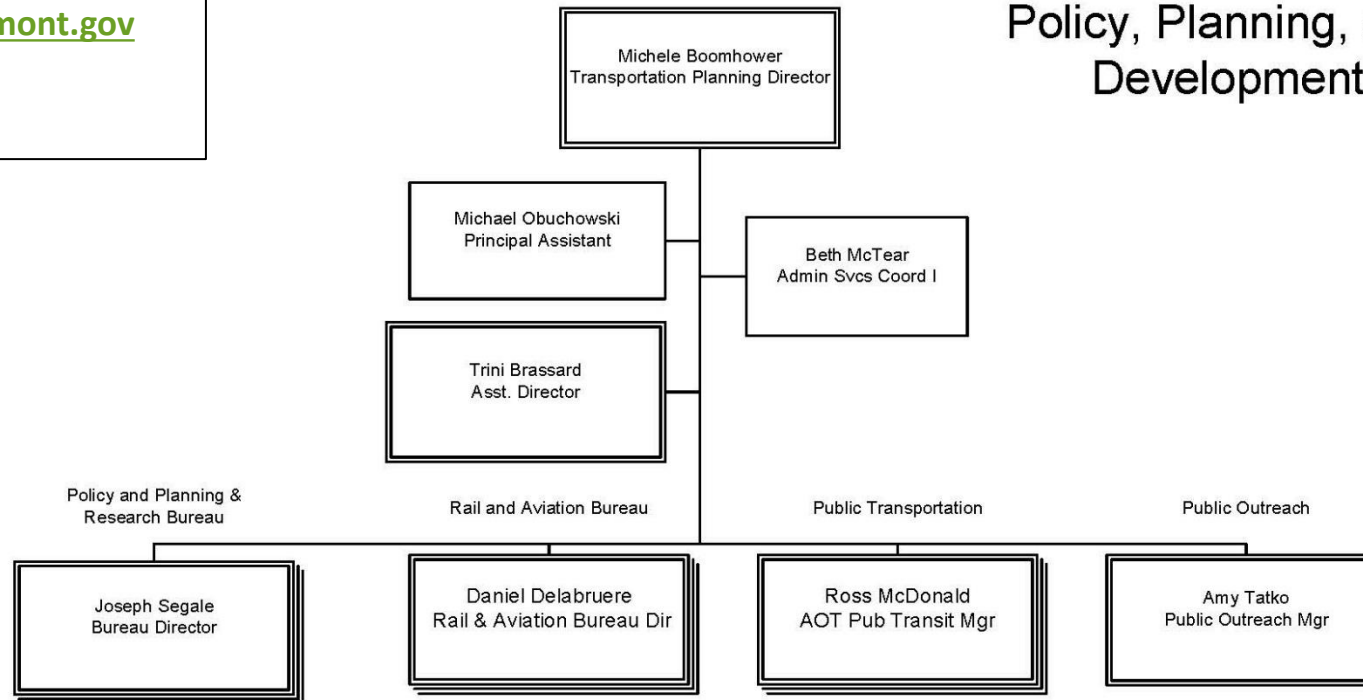 mont.gov
Policy, Planning,
Development
Michele Boomhower
Transportation Planning Director
Michael Obuchowski
Principal Assistant
Beth McTear
Admin Svcs Coord I
Trini Brassard
Asst. Director
Policy and Planning &
Research Bureau
Rail and Aviation Bureau
Public Transportation
Public Outreach
Joseph Segale
Bureau Director
Daniel Delabruere
Rail & Aviation Bureau Dir
Ross McDonald
AOT Pub Transit Mgr
Amy Tatko
Public Outreach Mgr